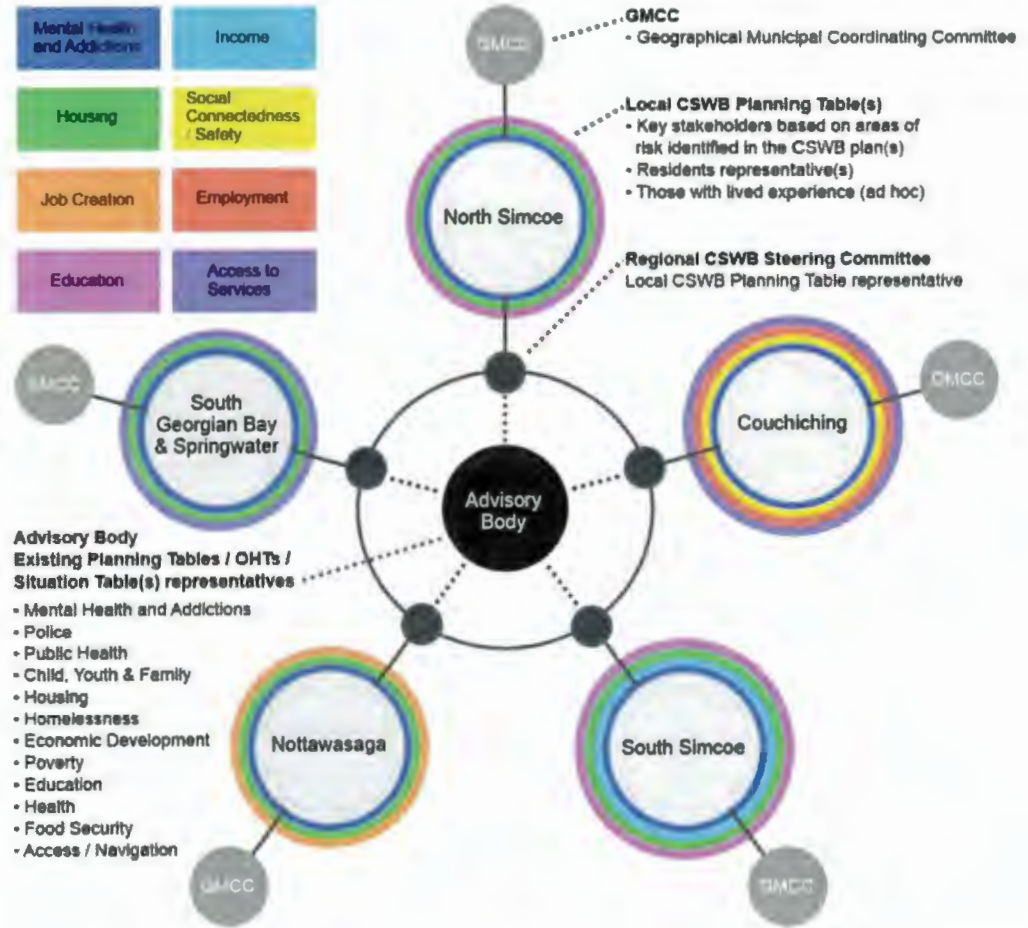 Mental Health
and Addictions
Income
Housing
Social
Connectedness
/ Safety
Job Creation
Employment
Education
Access to
Services
GMCC
GMCC
• Geographical Municipal Coordinating Committee
Local CSWB Planning Table(s)
• Key stakeholders based on areas of
risk identified in the CSWB plan(s)
• Residents representative(s)
• Those with lived experience (ad hoc)
North Simcoe
Regional CSWB Steering Committee
Local CSWB Planning Table representative
GMCC
South
Georgian Bay
& Springwater
Couchiching
GMCC
Advisory
Body
Advisory Body
Existing Planning Tables / OHTs /
Situation Table(s) representatives
• Mental Health and Addictions
• Police
• Public Health
• Child, Youth & Family
• Housing
• Homelessness
• Economic Development
• Poverty
• Education
• Health
• Food Security
• Access / Navigation
Nottawasaga
South Simcoe
GMCC
GMCC